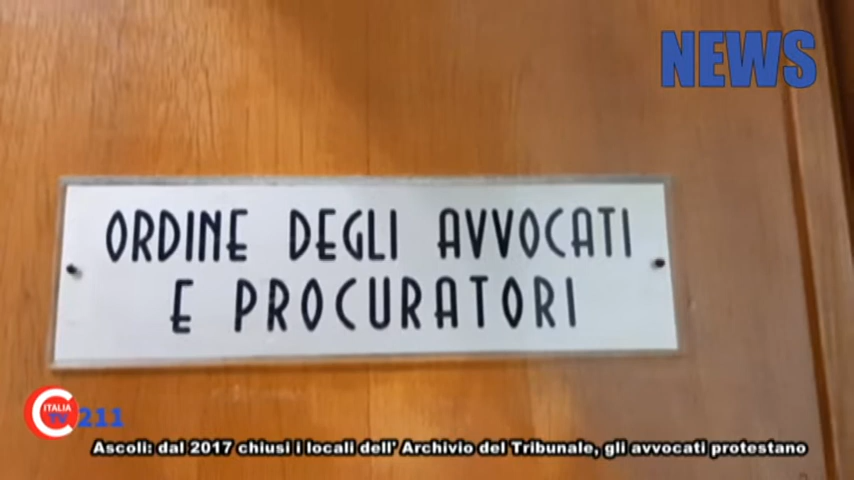 NEWS
ORDINE DEGLI AVVOCATI
E PROCURATORI
ITALIA
TV 211
Ascoli: dal 2017 chiusi i locali dell' Archivio del Tribunale, gli avvocati protestano